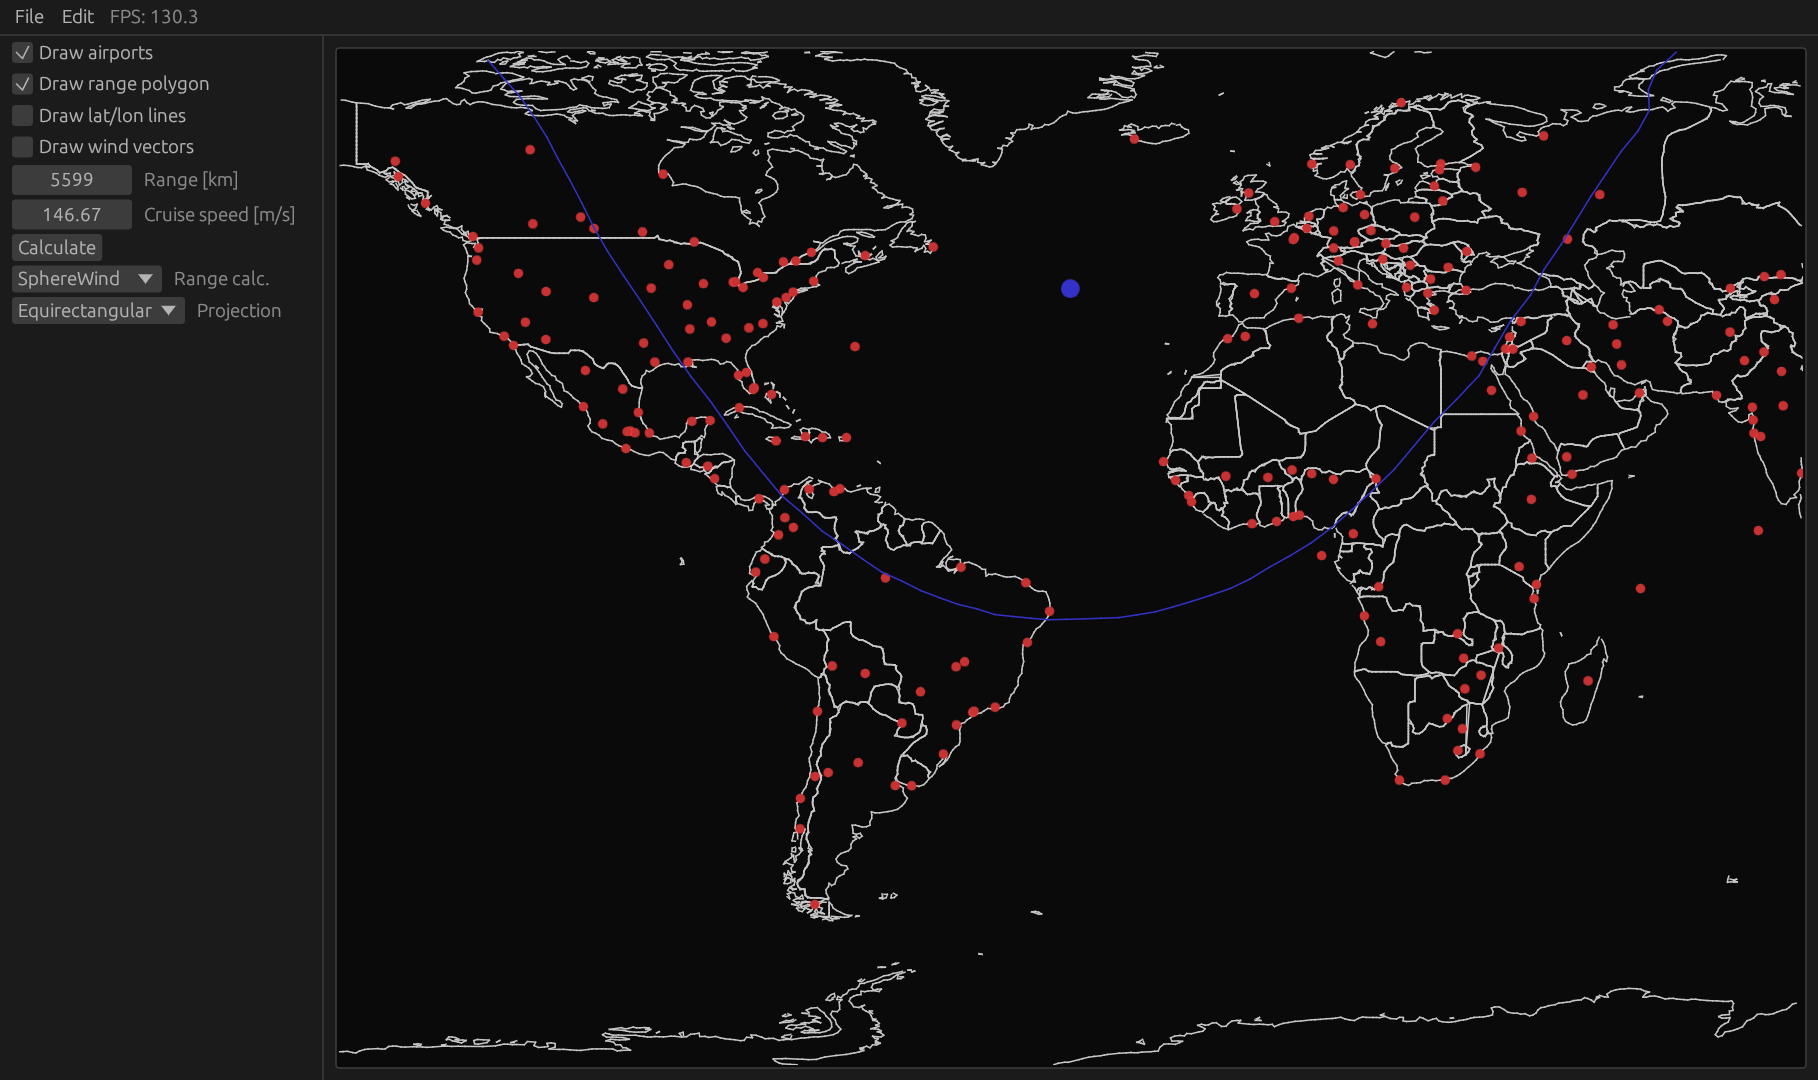 File Edit FPS: 130.3
Draw airports
Draw range polygon
Draw lat/lon lines
Draw wind vectors
5599 Range [km]
146.67 Cruise speed [m/s]
Calculate
SphereWind Range calc.
Equirectangular Projection